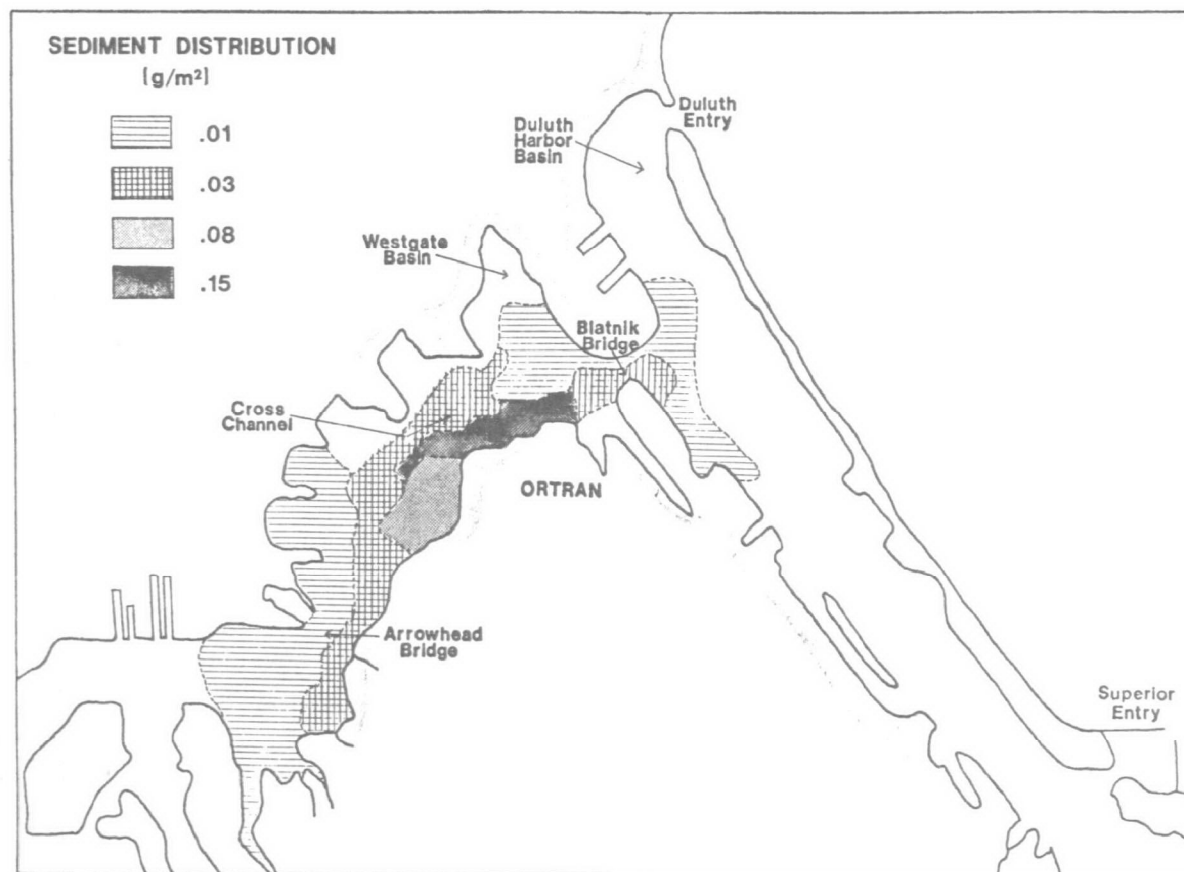 SEDIMENT DISTRIBUTION
[g/m²]
.01
.03
.08
.15
Duluth
Entry
Duluth
Harbor
Basin
Westgate
Basin
Blatnik
Bridge
Cross
Channel
ORTRAN
Arrowhead
Bridge
Superior
Entry